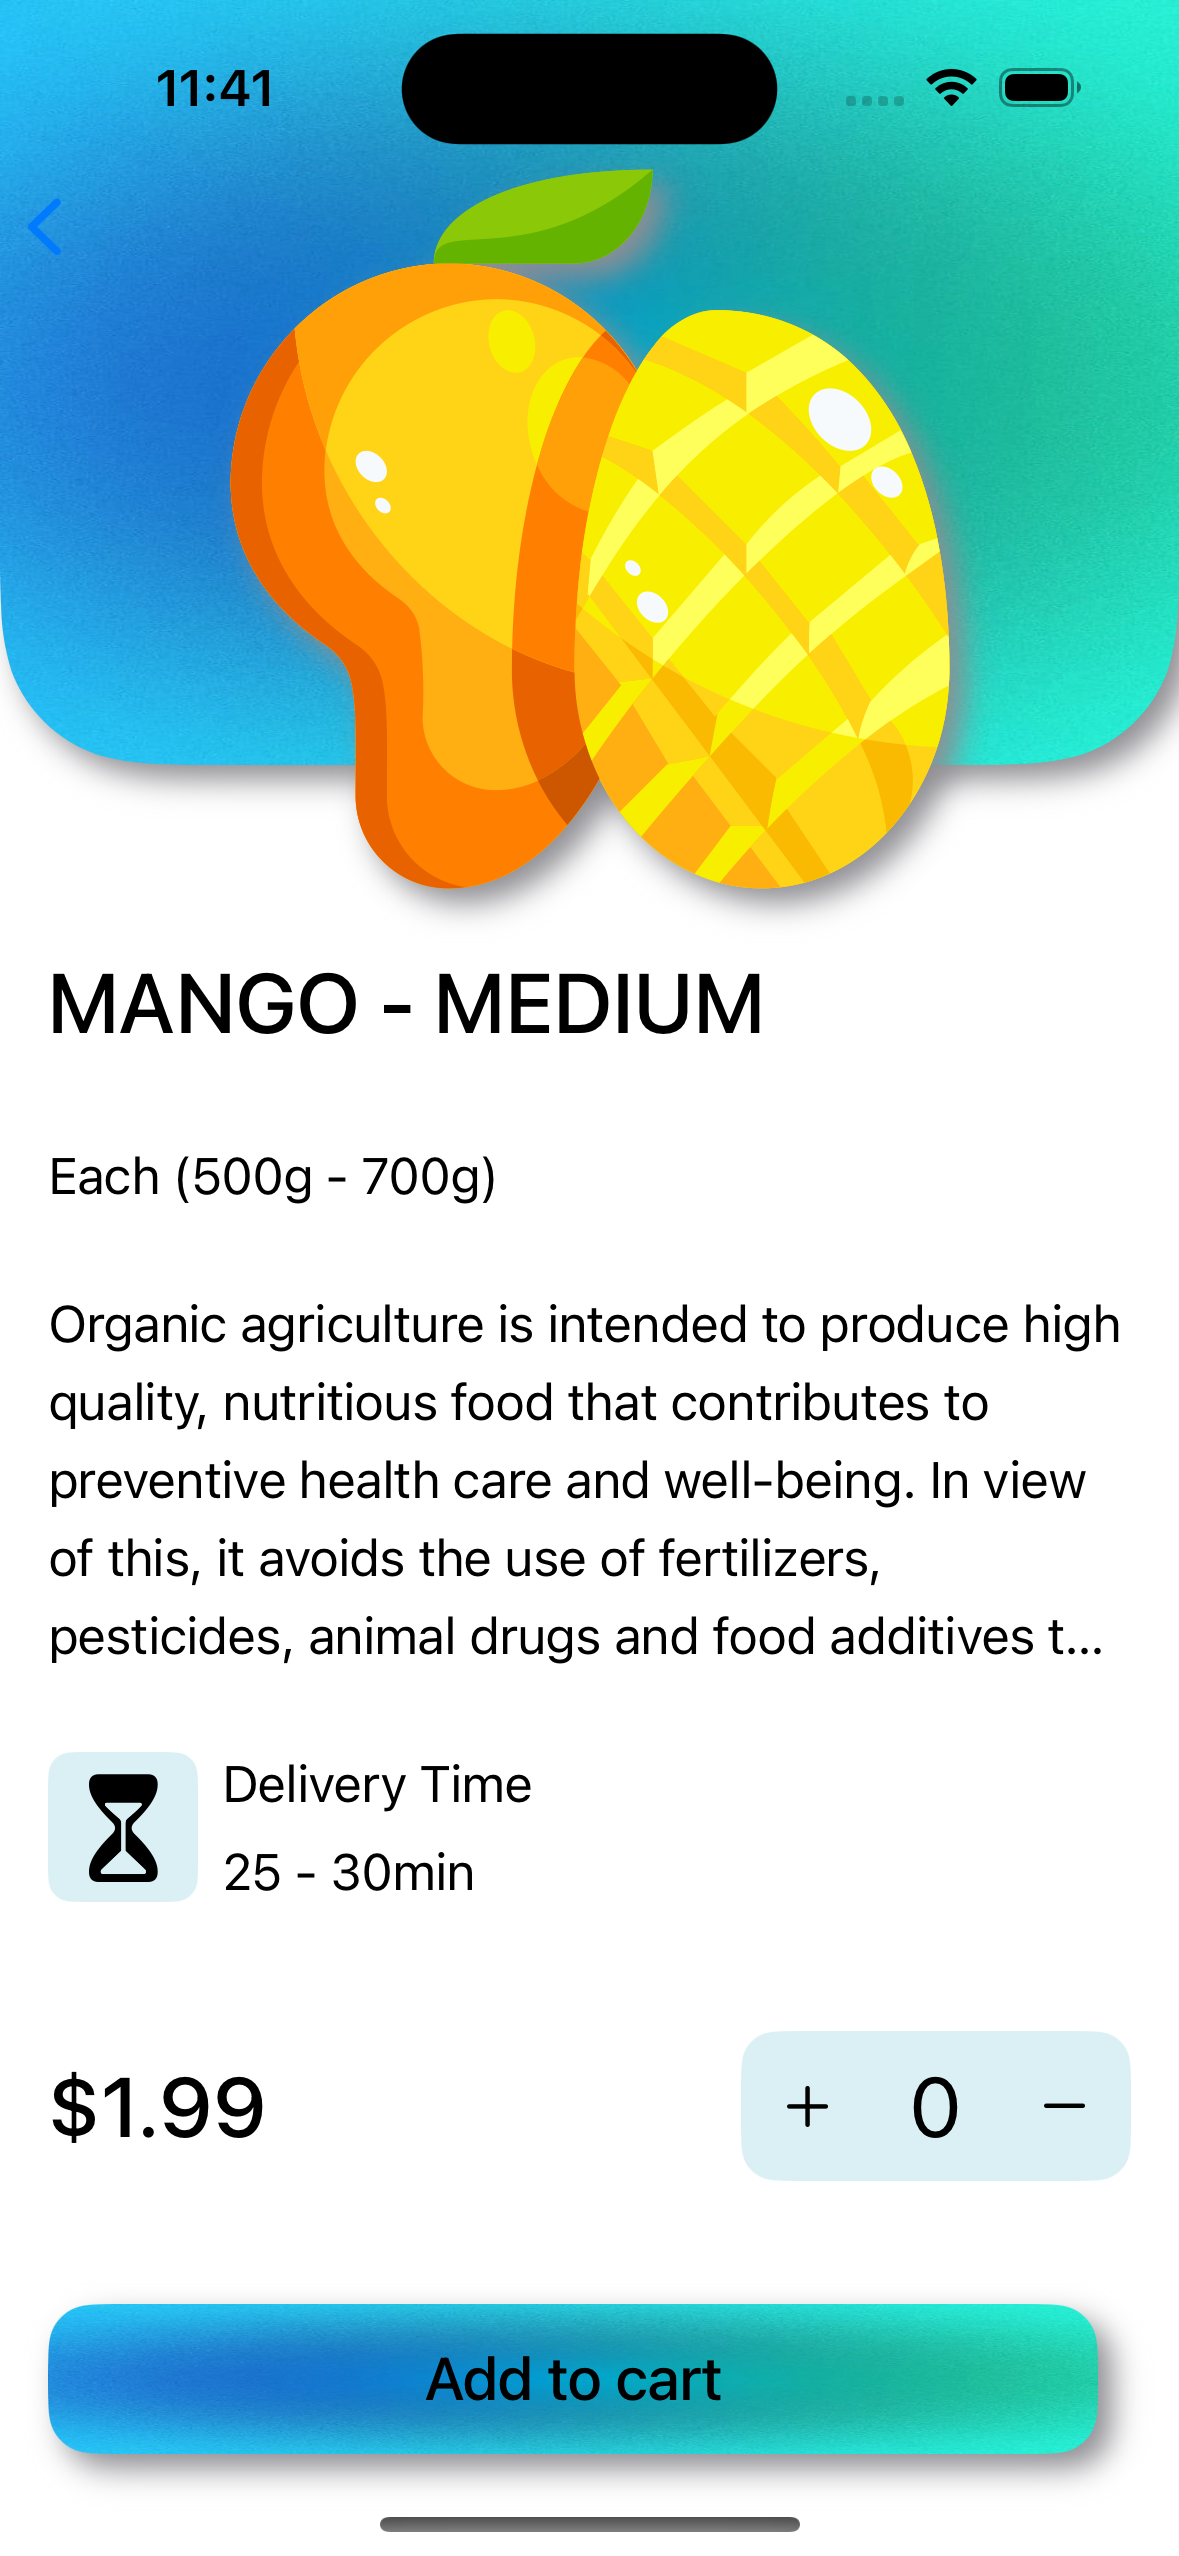 11:41
MANGO - MEDIUM
Each (500g - 700g)
Organic agriculture is intended to produce high
quality, nutritious food that contributes to
preventive health care and well-being. In view
of this, it avoids the use of fertilizers,
pesticides, animal drugs and food additives t...
Delivery Time
25 - 30min
$1.99
+ 0 −
Add to cart